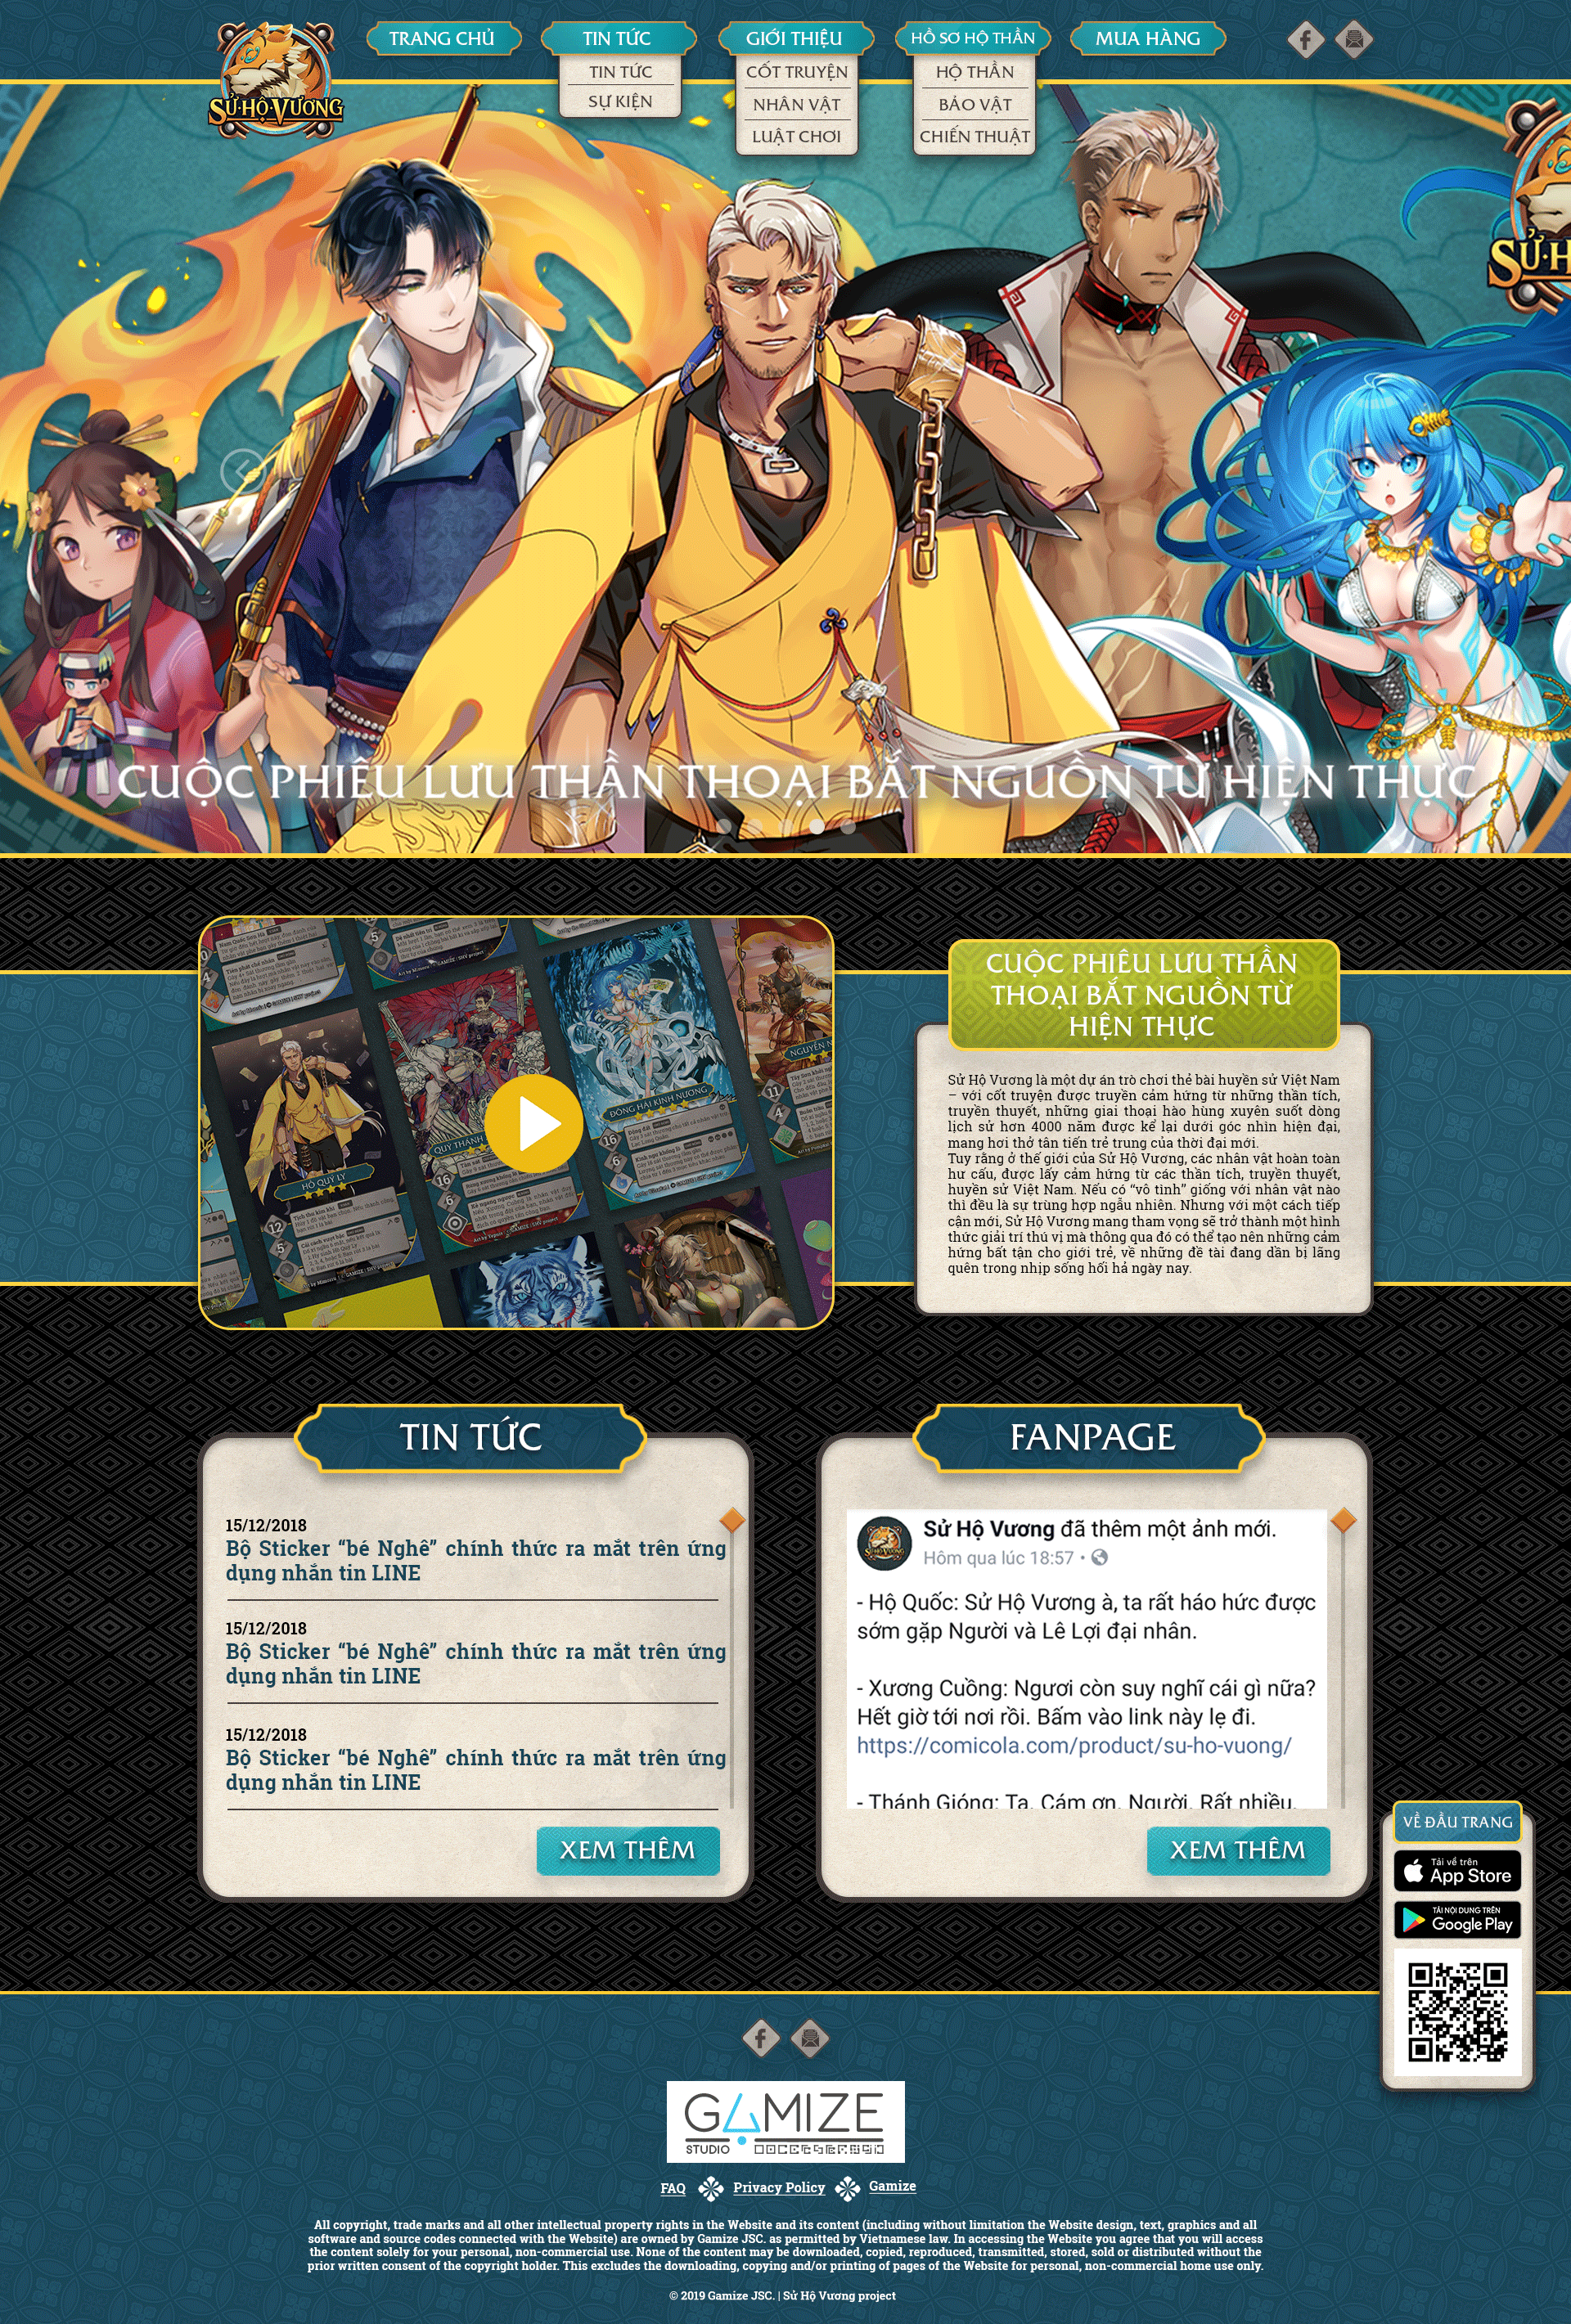 SỬ·HỘ·VƯƠNG
TRANG CHỦ
TIN TỨC
GIỚI THIỆU
HỒ SƠ HỘ THẦN
MUA HÀNG
TIN TỨC
SỰ KIỆN
CỐT TRUYỆN
NHÂN VẬT
LUẬT CHƠI
HỘ THẦN
BẢO VẬT
CHIẾN THUẬT
CUỘC PHIÊU LƯU THẦN THOẠI BẮT NGUỒN TỪ HIỆN THỰC
HỒ QUÝ LY
ĐÔNG HẢI KÌNH NƯƠNG
CUỘC PHIÊU LƯU THẦN
THOẠI BẮT NGUỒN TỪ
HIỆN THỰC
Sử Hộ Vương là một dự án trò chơi thẻ bài huyền sử Việt Nam
– với cốt truyện được truyền cảm hứng từ những thần tích,
truyền thuyết, những giai thoại hào hùng xuyên suốt dòng
lịch sử hơn 4000 năm được kể lại dưới góc nhìn hiện đại,
mang hơi thở tân tiến trẻ trung của thời đại mới.
Tuy rằng ở thế giới của Sử Hộ Vương, các nhân vật hoàn toàn
hư cấu, được lấy cảm hứng từ các thần tích, truyền thuyết,
huyền sử Việt Nam. Nếu có “vô tình” giống với nhân vật nào
thì đều là sự trùng hợp ngẫu nhiên. Nhưng với một cách tiếp
cận mới, Sử Hộ Vương mang tham vọng sẽ trở thành một hình
thức giải trí thú vị mà thông qua đó có thể tạo nên những cảm
hứng bất tận cho giới trẻ, về những đề tài đang dần bị lãng
quên trong nhịp sống hối hả ngày nay.
TIN TỨC
15/12/2018
Bộ Sticker “bé Nghê” chính thức ra mắt trên ứng
dụng nhắn tin LINE
15/12/2018
Bộ Sticker “bé Nghê” chính thức ra mắt trên ứng
dụng nhắn tin LINE
15/12/2018
Bộ Sticker “bé Nghê” chính thức ra mắt trên ứng
dụng nhắn tin LINE
XEM THÊM
FANPAGE
Sử Hộ Vương đã thêm một ảnh mới.
Hôm qua lúc 18:57 •
- Hộ Quốc: Sử Hộ Vương à, ta rất háo hức được
sớm gặp Người và Lê Lợi đại nhân.
- Xương Cuồng: Ngươi còn suy nghĩ cái gì nữa?
Hết giờ tới nơi rồi. Bấm vào link này lẹ đi.
https://comicola.com/product/su-ho-vuong/
- Thánh Gióng: Ta. Cám ơn. Người. Rất nhiều.
XEM THÊM
VỀ ĐẦU TRANG
Tải về trên
App Store
TẢI NỘI DUNG TRÊN
Google Play
GAMIZE
STUDIO
FAQ
Privacy Policy
Gamize
All copyright, trade marks and all other intellectual property rights in the Website and its content (including without limitation the Website design, text, graphics and all
software and source codes connected with the Website) are owned by Gamize JSC. as permitted by Vietnamese law. In accessing the Website you agree that you will access
the content solely for your personal, non-commercial use. None of the content may be downloaded, copied, reproduced, transmitted, stored, sold or distributed without the
prior written consent of the copyright holder. This excludes the downloading, copying and/or printing of pages of the Website for personal, non-commercial home use only.
© 2019 Gamize JSC. | Sử Hộ Vương project